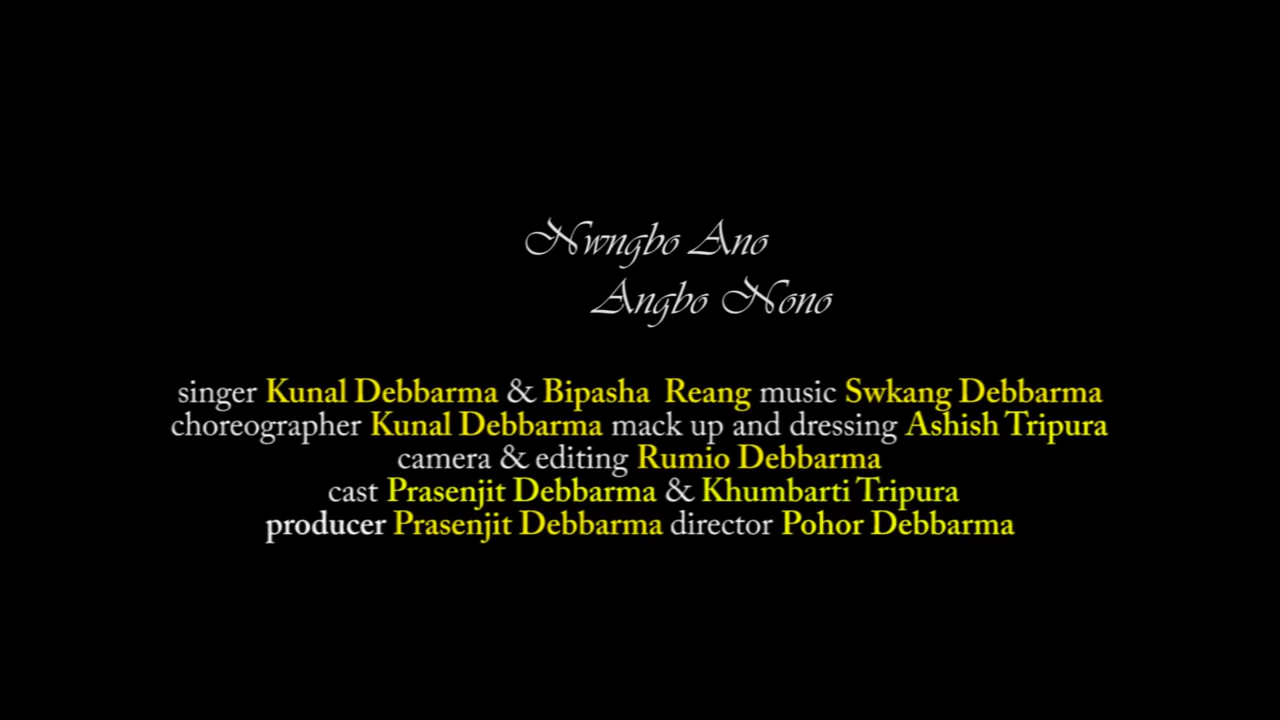 Nwngbo Ano
Angbo Nono
singer Kunal Debbarma & Bipasha Reang music Swkang Debbarma
choreographer Kunal Debbarma mack up and dressing Ashish Tripura
camera & editing Rumio Debbarma
cast Prasenjit Debbarma & Khumbarti Tripura
producer Prasenjit Debbarma director Pohor Debbarma